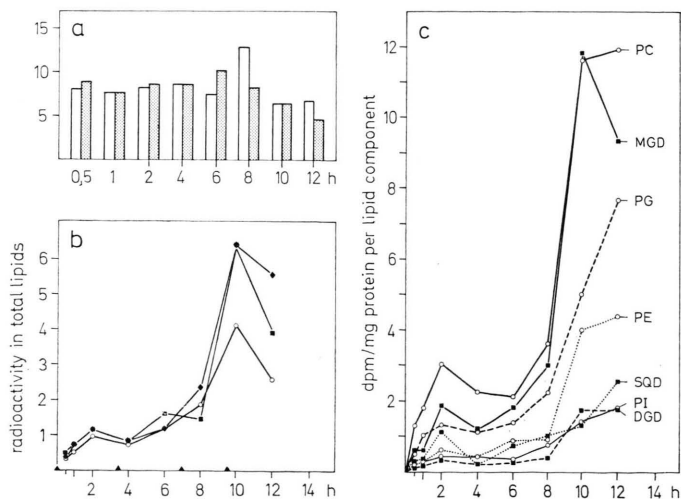 a
15
10
5
0,5 1 2 4 6 8 10 12 h
b
radioactivity in total lipids
6
5
4
3
2
1
2 4 6 8 10 12 14 h
c
dpm/mg protein per lipid component
12
10
8
6
4
2
2 4 6 8 10 12 14 h
PC
MGD
PG
PE
SQD
PI
DGD